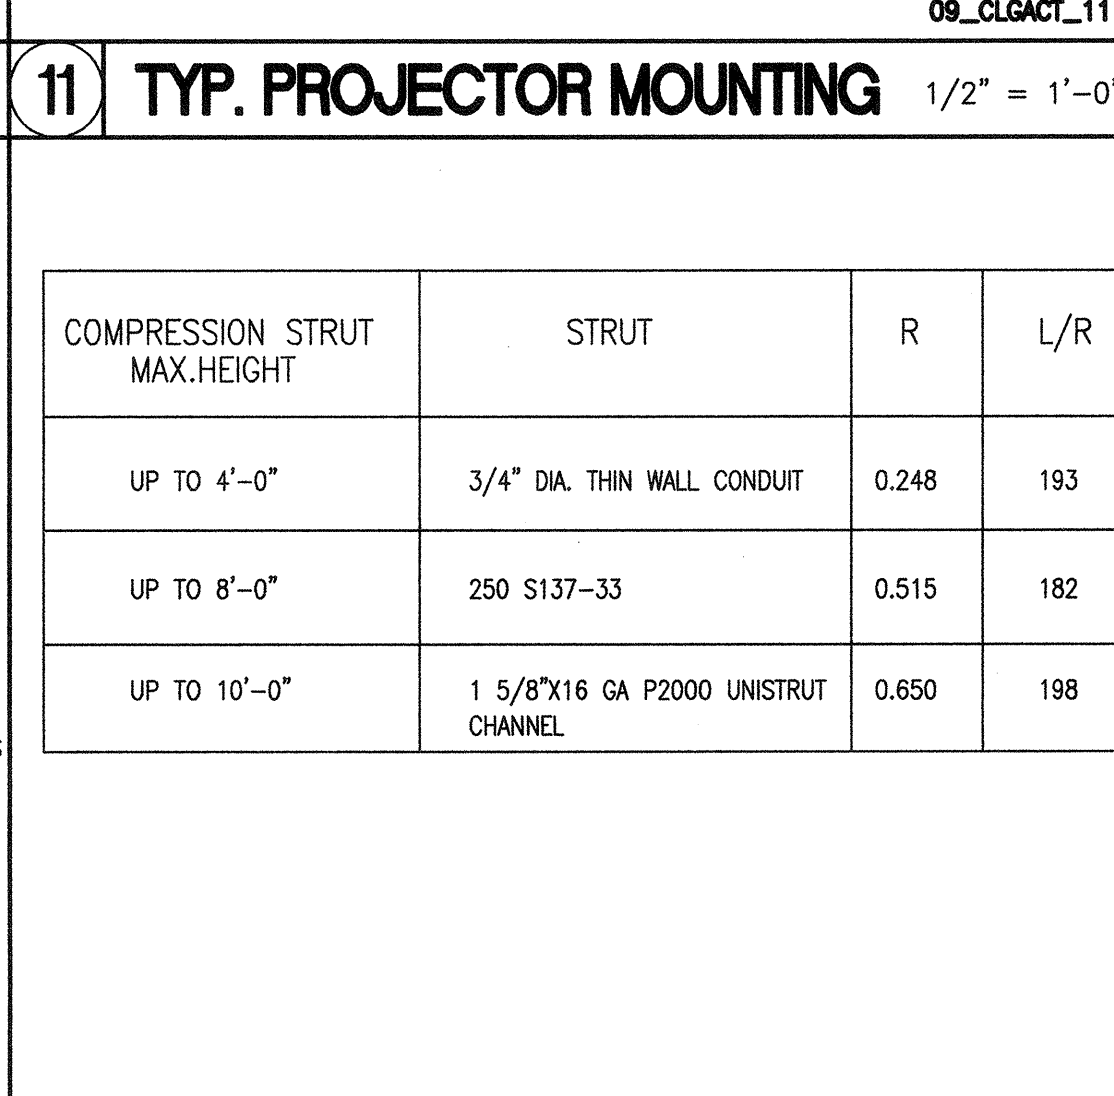 09_CLGACT_11
11 TYP. PROJECTOR MOUNTING 1/2" = 1'-0"
COMPRESSION STRUT MAX.HEIGHT STRUT R L/R
UP TO 4'-0" 3/4" DIA. THIN WALL CONDUIT 0.248 193
UP TO 8'-0" 250 S137-33 0.515 182
UP TO 10'-0" 1 5/8"X16 GA P2000 UNISTRUT 0.650 198
CHANNEL